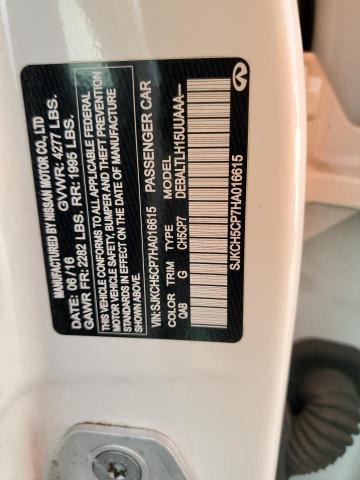 MANUFACTURED BY NISSAN MOTOR CO., LTD
DATE: 06/16 GVWR: 4277 LBS.
GAWR FR: 2282 LBS. RR: 1995 LBS.
THIS VEHICLE CONFORMS TO ALL APPLICABLE FEDERAL
MOTOR VEHICLE SAFETY, BUMPER AND THEFT PREVENTION
STANDARDS IN EFFECT ON THE DATE OF MANUFACTURE
SHOWN ABOVE.
VIN: SJKCH5CP7HA016615 PASSENGER CAR
COLOR TRIM TYPE MODEL
QAB G CH5CP7 DEBALTLH15UUAAA—
SJKCH5CP7HA016615